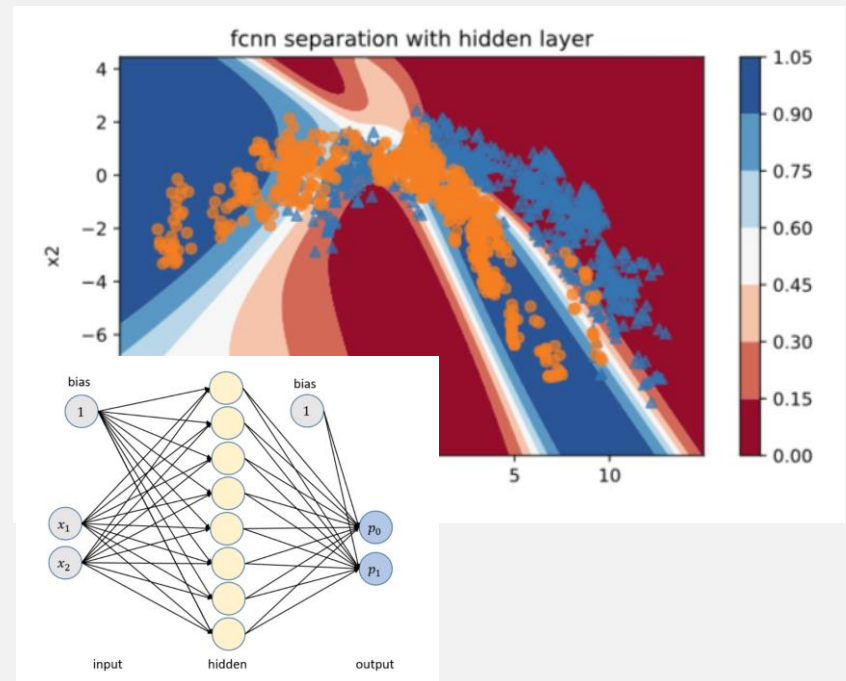 fcnn separation with hidden layer
4
2
0
−2
−4
−6
x2
5
10
1.05
0.90
0.75
0.60
0.45
0.30
0.15
0.00
bias
1
bias
1
x₁
x₂
p₀
p₁
input
hidden
output